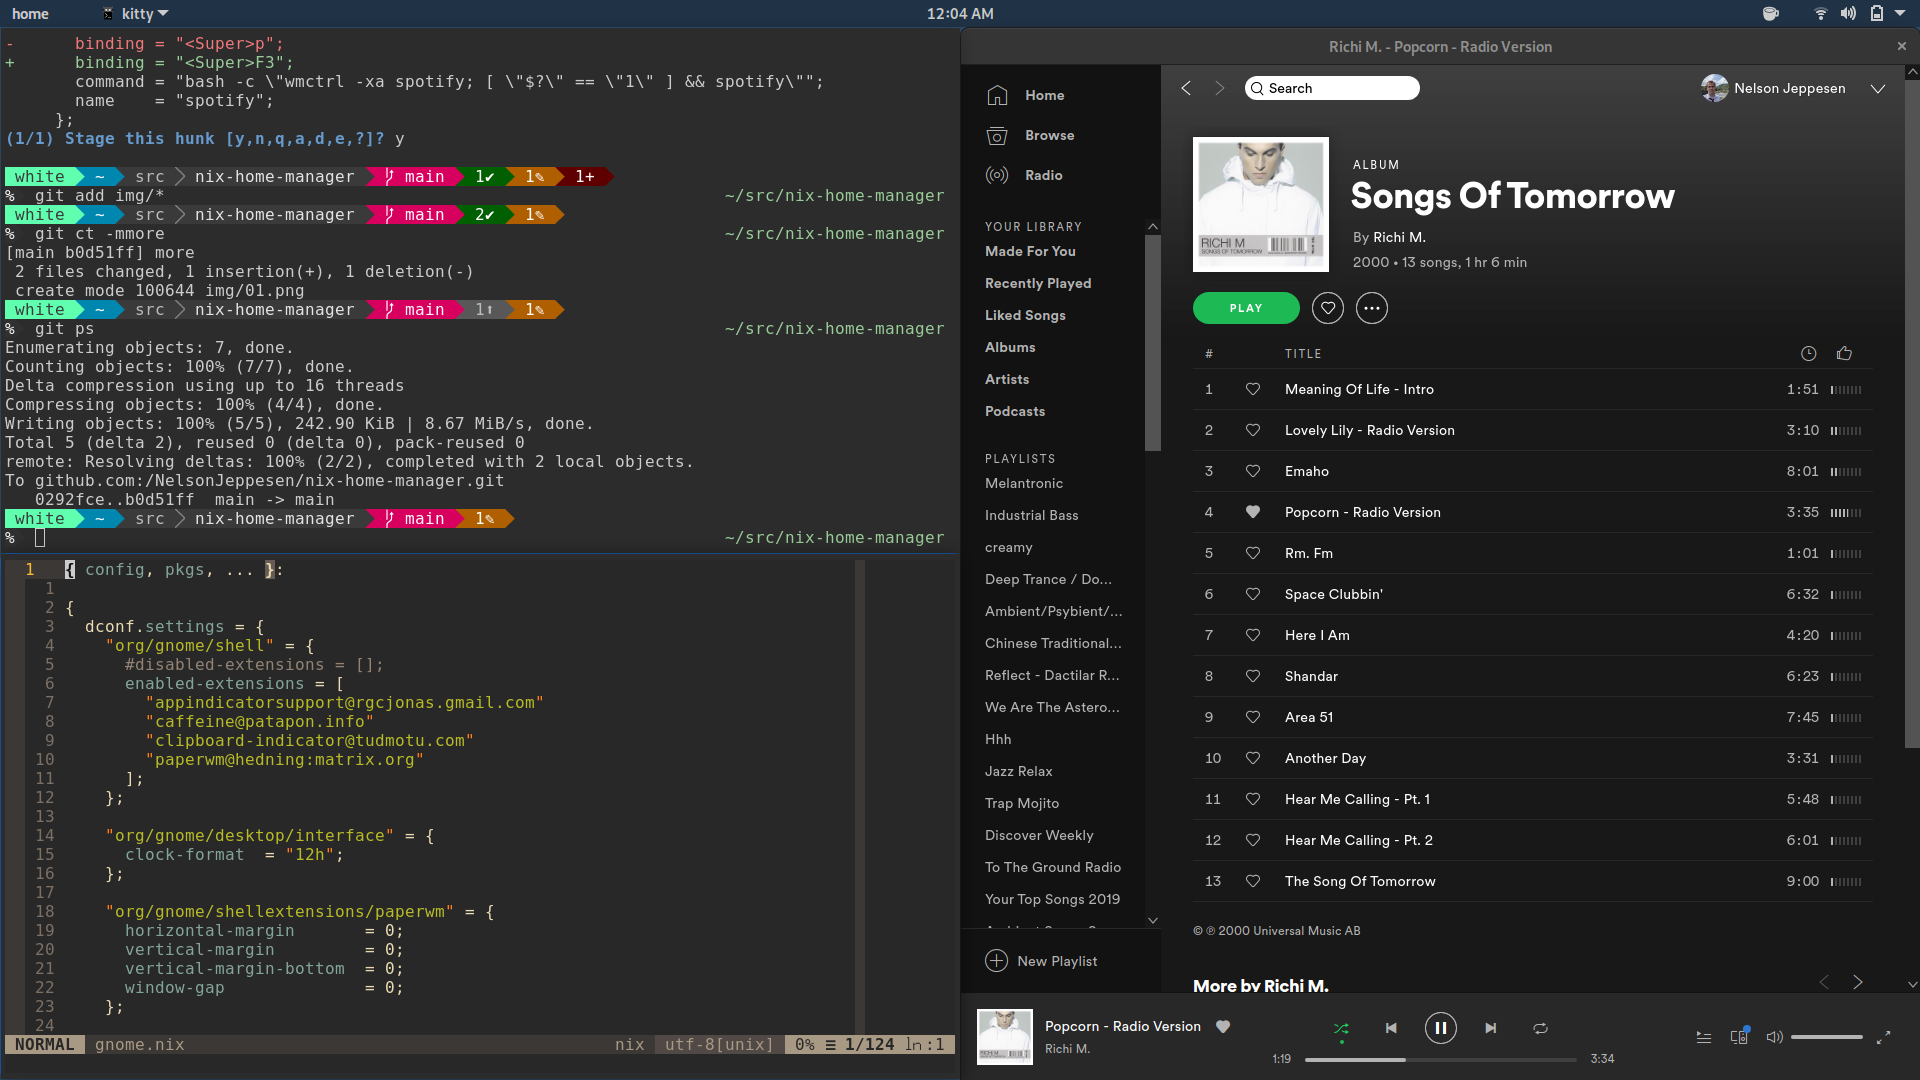 home
kitty
12:04 AM
-      binding = "<Super>p";
+      binding = "<Super>F3";
       command = "bash -c \"wmctrl -xa spotify; [ \"$?\" == \"1\" ] && spotify\"";
       name    = "spotify";
     };
(1/1) Stage this hunk [y,n,q,a,d,e,?]? y
white ~ src nix-home-manager main 1✔ 1✎ 1+
% git add img/* ~/src/nix-home-manager
white ~ src nix-home-manager main 2✔ 1✎
% git ct -mmore ~/src/nix-home-manager
[main b0d51ff] more
 2 files changed, 1 insertion(+), 1 deletion(-)
 create mode 100644 img/01.png
white ~ src nix-home-manager main 1⬆ 1✎
% git ps ~/src/nix-home-manager
Enumerating objects: 7, done.
Counting objects: 100% (7/7), done.
Delta compression using up to 16 threads
Compressing objects: 100% (4/4), done.
Writing objects: 100% (5/5), 242.90 KiB | 8.67 MiB/s, done.
Total 5 (delta 2), reused 0 (delta 0), pack-reused 0
remote: Resolving deltas: 100% (2/2), completed with 2 local objects.
To github.com:/NelsonJeppesen/nix-home-manager.git
   0292fce..b0d51ff  main -> main
white ~ src nix-home-manager main 1✎
% ~/src/nix-home-manager
1 { config, pkgs, ... }:
1
2 {
3   dconf.settings = {
4     "org/gnome/shell" = {
5       #disabled-extensions = [];
6       enabled-extensions = [
7         "appindicatorsupport@rgcjonas.gmail.com"
8         "caffeine@patapon.info"
9         "clipboard-indicator@tudmotu.com"
10         "paperwm@hedning:matrix.org"
11       ];
12     };
13
14     "org/gnome/desktop/interface" = {
15       clock-format  = "12h";
16     };
17
18     "org/gnome/shellextensions/paperwm" = {
19       horizontal-margin       = 0;
20       vertical-margin         = 0;
21       vertical-margin-bottom  = 0;
22       window-gap              = 0;
23     };
24
NORMAL gnome.nix nix utf-8[unix] 0% ≡ 1/124 ln:1
Richi M. - Popcorn - Radio Version
Home
Browse
Radio
YOUR LIBRARY
Made For You
Recently Played
Liked Songs
Albums
Artists
Podcasts
PLAYLISTS
Melantronic
Industrial Bass
creamy
Deep Trance / Do...
Ambient/Psybient/...
Chinese Traditional...
Reflect - Dactilar R...
We Are The Astero...
Hhh
Jazz Relax
Trap Mojito
Discover Weekly
To The Ground Radio
Your Top Songs 2019
New Playlist
Search
Nelson Jeppesen
RICHI M
SONGS OF TOMORROW
ALBUM
Songs Of Tomorrow
By Richi M.
2000 • 13 songs, 1 hr 6 min
PLAY
# TITLE
1 Meaning Of Life - Intro 1:51
2 Lovely Lily - Radio Version 3:10
3 Emaho 8:01
4 Popcorn - Radio Version 3:35
5 Rm. Fm 1:01
6 Space Clubbin' 6:32
7 Here I Am 4:20
8 Shandar 6:23
9 Area 51 7:45
10 Another Day 3:31
11 Hear Me Calling - Pt. 1 5:48
12 Hear Me Calling - Pt. 2 6:01
13 The Song Of Tomorrow 9:00
© ℗ 2000 Universal Music AB
More by Richi M.
RICHI M
Popcorn - Radio Version
Richi M.
1:19
3:34